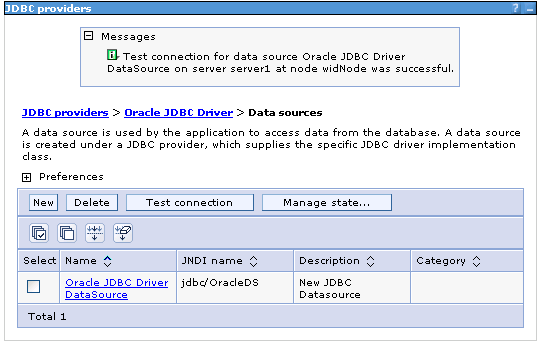 JDBC providers
Messages
Test connection for data source Oracle JDBC Driver
DataSource on server server1 at node widNode was successful.
JDBC providers > Oracle JDBC Driver > Data sources
A data source is used by the application to access data from the database. A data source
is created under a JDBC provider, which supplies the specific JDBC driver implementation
class.
Preferences
New Delete Test connection Manage state...
Select Name JNDI name Description Category
Oracle JDBC Driver jdbc/OracleDS New JDBC
DataSource Datasource
Total 1